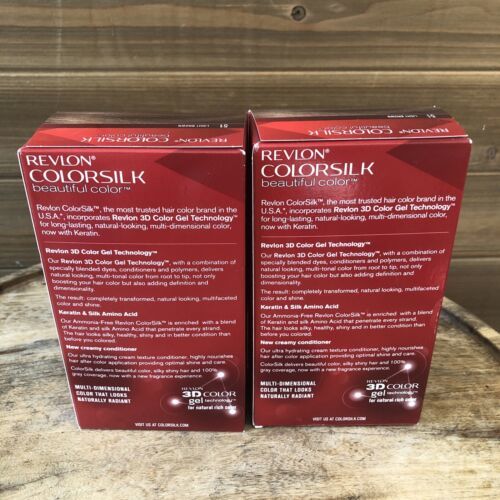 51 LIGHT BROWN
REVLON® COLORSILK
beautiful color™
REVLON®
COLORSILK
beautiful color™
Revlon ColorSilk™, the most trusted hair color brand in the
U.S.A.*, incorporates Revlon 3D Color Gel Technology™
for long-lasting, natural-looking, multi-dimensional color,
now with Keratin.
Revlon 3D Color Gel Technology™
Our Revlon 3D Color Gel Technology™, with a combination of
specially blended dyes, conditioners and polymers, delivers
natural looking, multi-tonal color from root to tip, not only
boosting your hair color but also adding definition and
dimensionality.
The result: completely transformed, natural looking, multifaceted
color and shine.
Keratin & Silk Amino Acid
Our Ammonia-Free Revlon ColorSilk™ is enriched with a blend
of Keratin and silk Amino Acid that penetrate every strand.
The hair looks silky, healthy, shiny and in better condition than
before you colored.
New creamy conditioner
Our ultra hydrating cream texture conditioner, highly nourishes
hair after color application providing optimal shine and care.
ColorSilk delivers beautiful color, silky shiny hair and 100%
gray coverage, now with a new fragrance experience.
MULTI-DIMENSIONAL
COLOR THAT LOOKS
NATURALLY RADIANT
REVLON
3D COLOR
gel technology™
for natural rich color
VISIT US AT COLORSILK.COM
51 LIGHT BROWN
REVLON® COLORSILK
beautiful color™
REVLON®
COLORSILK
beautiful color™
Revlon ColorSilk™, the most trusted hair color brand in the
U.S.A.*, incorporates Revlon 3D Color Gel Technology™
for long-lasting, natural-looking, multi-dimensional color,
now with Keratin.
Revlon 3D Color Gel Technology™
Our Revlon 3D Color Gel Technology™, with a combination of
specially blended dyes, conditioners and polymers, delivers
natural looking, multi-tonal color from root to tip, not only
boosting your hair color but also adding definition and
dimensionality.
The result: completely transformed, natural looking, multifaceted
color and shine.
Keratin & Silk Amino Acid
Our Ammonia-Free Revlon ColorSilk™ is enriched with a blend
of Keratin and silk Amino Acid that penetrate every strand.
The hair looks silky, healthy, shiny and in better condition than
before you colored.
New creamy conditioner
Our ultra hydrating cream texture conditioner, highly nourishes
hair after color application providing optimal shine and care.
ColorSilk delivers beautiful color, silky shiny hair and 100%
gray coverage, now with a new fragrance experience.
MULTI-DIMENSIONAL
COLOR THAT LOOKS
NATURALLY RADIANT
REVLON
3D COLOR
gel technology™
for natural rich color
VISIT US AT COLORSILK.COM